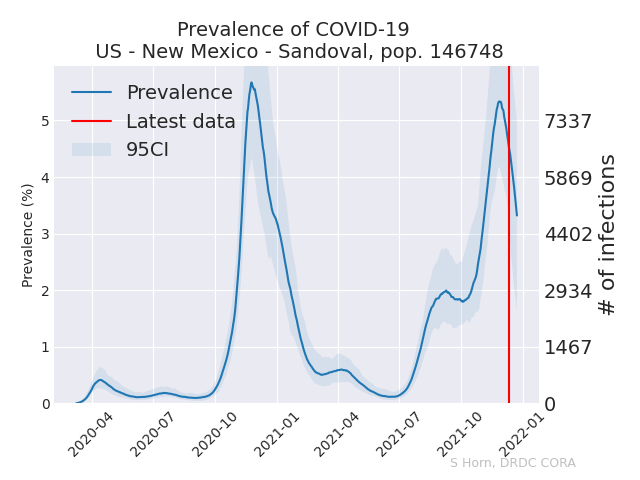 Prevalence of COVID-19
US - New Mexico - Sandoval, pop. 146748
Prevalence
Latest data
95CI
Prevalence (%)
5
4
3
2
1
0
7337
5869
4402
2934
1467
0
# of infections
2020-04
2020-07
2020-10
2021-01
2021-04
2021-07
2021-10
2022-01
S Horn, DRDC CORA